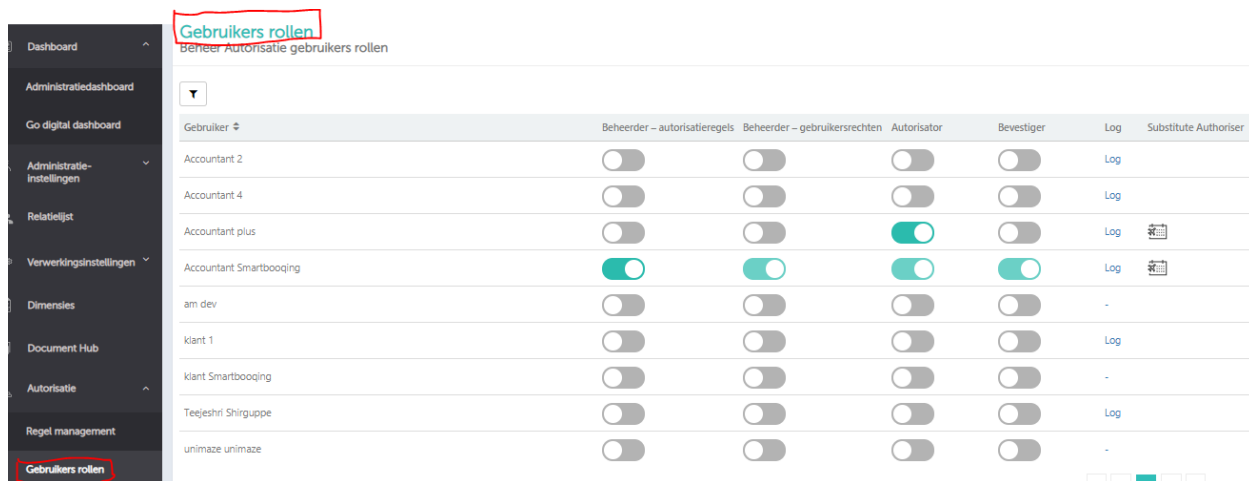 Gebruikers rollen
Beheer Autorisatie gebruikers rollen
Dashboard
Administratiedashboard
Go digital dashboard
Administratie-
instellingen
Relatielijst
Verwerkingsinstellingen
Dimensies
Document Hub
Autorisatie
Regel management
Gebruikers rollen
Gebruiker Beheerder – autorisatieregels Beheerder – gebruikersrechten Autorisator Bevestiger Log Substitute Authoriser
Accountant 2 Log
Accountant 4 Log
Accountant plus Log
Accountant Smartbooqing Log
am dev -
klant 1 Log
klant Smartbooqing -
Teejeshri Shirguppe Log
unimaze unimaze -